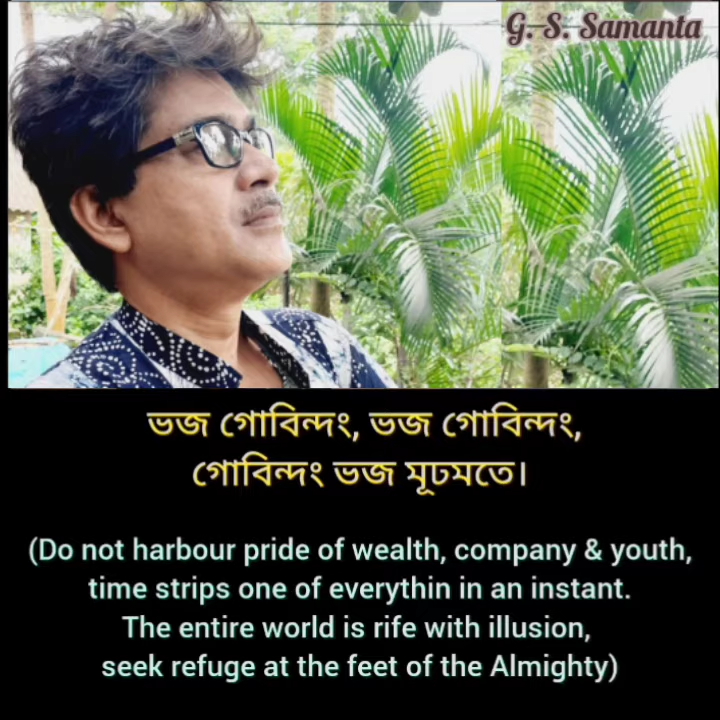 G. S. Samanta
ভজ গোবিন্দং, ভজ গোবিন্দং,
গোবিন্দং ভজ মূঢমতে।
(Do not harbour pride of wealth, company & youth,
time strips one of everythin in an instant.
The entire world is rife with illusion,
seek refuge at the feet of the Almighty)